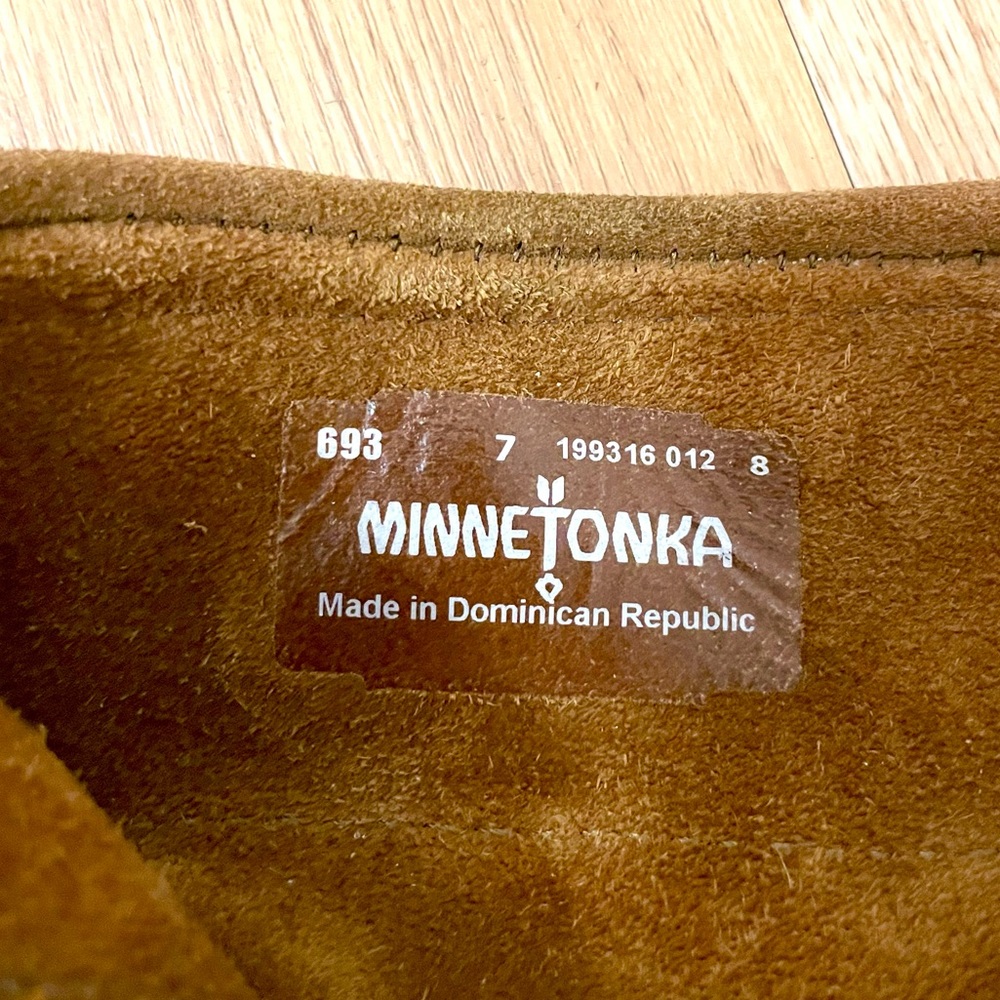 693 7 199316 012 8
MINNETONKA
Made in Dominican Republic